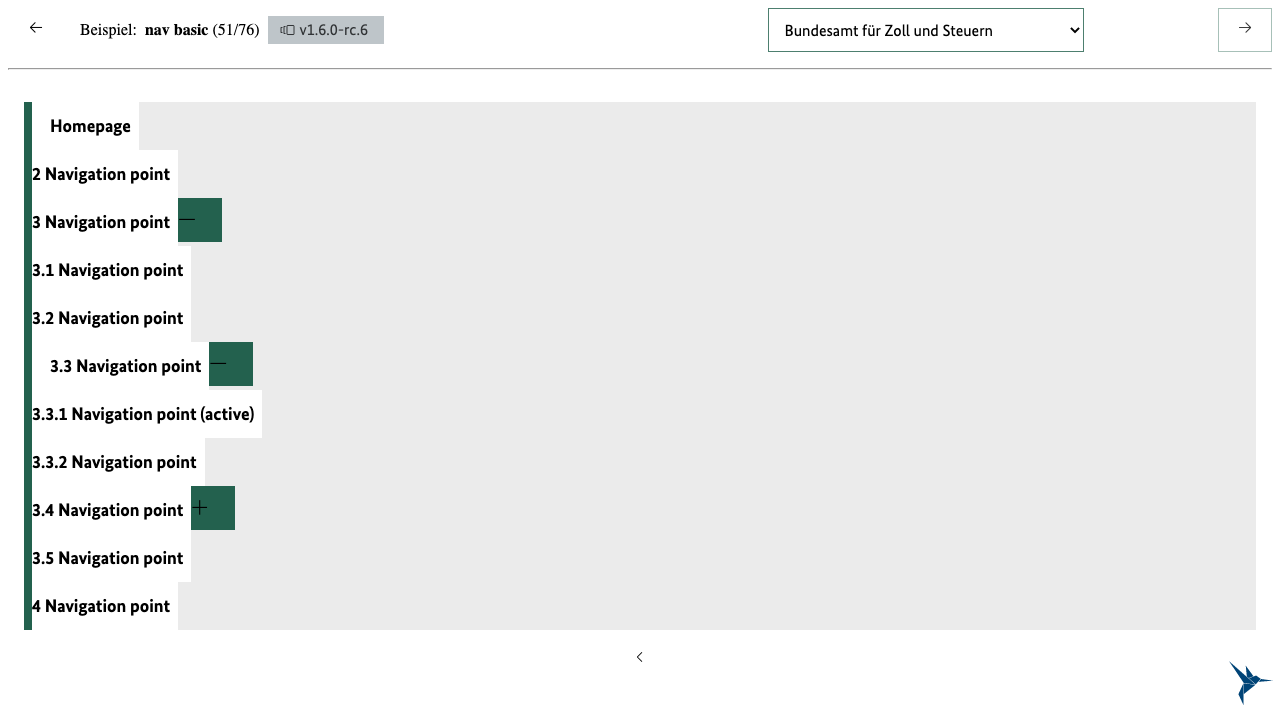 Beispiel: nav basic (51/76) v1.6.0-rc.6 Bundesamt für Zoll und Steuern
Homepage
2 Navigation point
3 Navigation point
3.1 Navigation point
3.2 Navigation point
3.3 Navigation point
3.3.1 Navigation point (active)
3.3.2 Navigation point
3.4 Navigation point
3.5 Navigation point
4 Navigation point